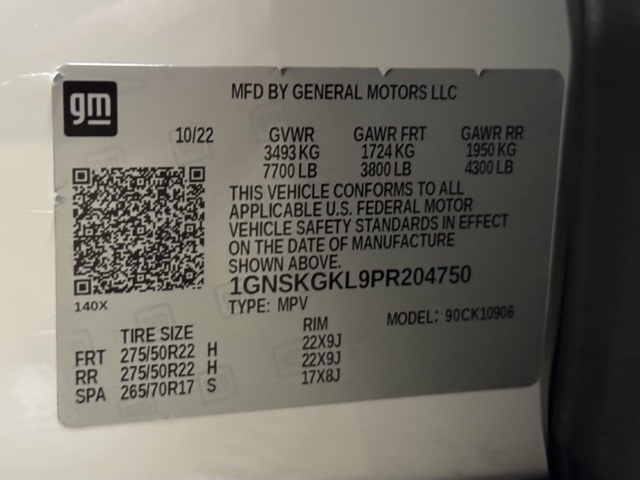 gm
MFD BY GENERAL MOTORS LLC
10/22 GVWR GAWR FRT GAWR RR
3493 KG 1724 KG 1950 KG
7700 LB 3800 LB 4300 LB
THIS VEHICLE CONFORMS TO ALL
APPLICABLE U.S. FEDERAL MOTOR
VEHICLE SAFETY STANDARDS IN EFFECT
ON THE DATE OF MANUFACTURE
SHOWN ABOVE.
1GNSKGKL9PR204750
140X
TYPE: MPV MODEL: 90CK10906
TIRE SIZE RIM
FRT 275/50R22 H 22X9J
RR 275/50R22 H 22X9J
SPA 265/70R17 S 17X8J